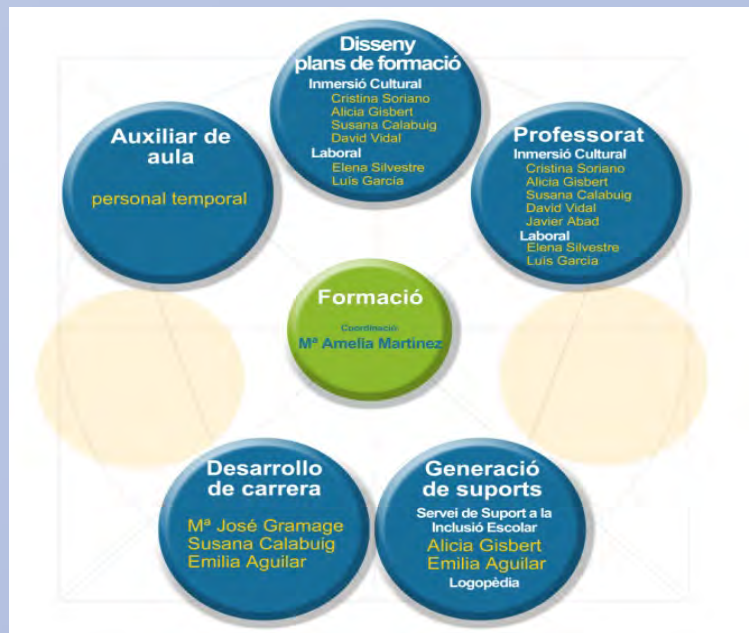 Disseny
plans de formació
Inmersió Cultural
Cristina Soriano
Alicia Gisbert
Susana Calabuig
David Vidal
Laboral
Elena Silvestre
Luís García
Auxiliar de
aula
personal temporal
Professorat
Inmersió Cultural
Cristina Soriano
Alicia Gisbert
Susana Calabuig
David Vidal
Javier Abad
Laboral
Elena Silvestre
Luís García
Formació
Coordinació
Mª Amelia Martinez
Desarrollo
de carrera
Mª José Gramage
Susana Calabuig
Emilia Aguilar
Generació
de suports
Servei de Suport a la
Inclusió Escolar
Alicia Gisbert
Emilia Aguilar
Logopèdia